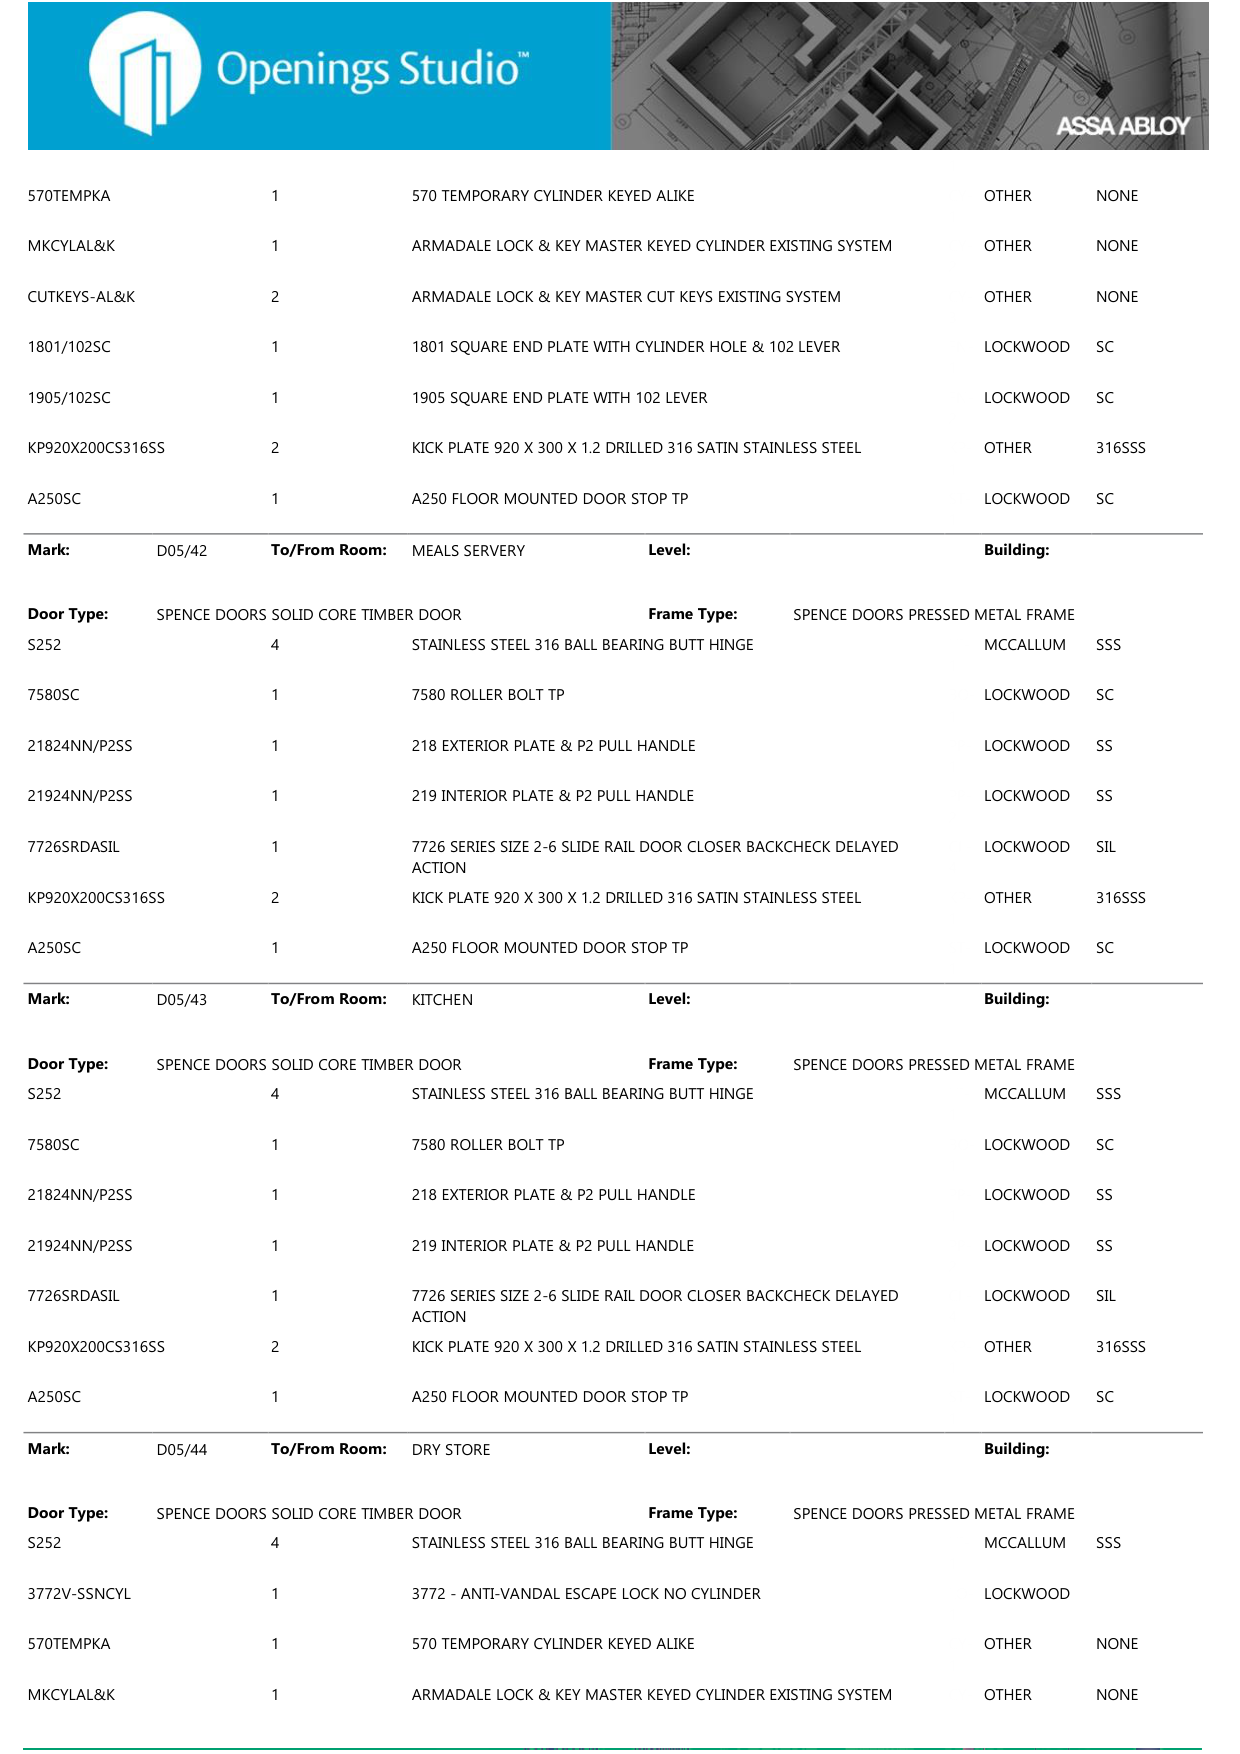 Openings Studio™
ASSA ABLOY
570TEMPKA 1 570 TEMPORARY CYLINDER KEYED ALIKE OTHER NONE
MKCYLAL&K 1 ARMADALE LOCK & KEY MASTER KEYED CYLINDER EXISTING SYSTEM OTHER NONE
CUTKEYS-AL&K 2 ARMADALE LOCK & KEY MASTER CUT KEYS EXISTING SYSTEM OTHER NONE
1801/102SC 1 1801 SQUARE END PLATE WITH CYLINDER HOLE & 102 LEVER LOCKWOOD SC
1905/102SC 1 1905 SQUARE END PLATE WITH 102 LEVER LOCKWOOD SC
KP920X200CS316SS 2 KICK PLATE 920 X 300 X 1.2 DRILLED 316 SATIN STAINLESS STEEL OTHER 316SSS
A250SC 1 A250 FLOOR MOUNTED DOOR STOP TP LOCKWOOD SC
Mark: D05/42 To/From Room: MEALS SERVERY Level: Building:
Door Type: SPENCE DOORS SOLID CORE TIMBER DOOR Frame Type: SPENCE DOORS PRESSED METAL FRAME
S252 4 STAINLESS STEEL 316 BALL BEARING BUTT HINGE MCCALLUM SSS
7580SC 1 7580 ROLLER BOLT TP LOCKWOOD SC
21824NN/P2SS 1 218 EXTERIOR PLATE & P2 PULL HANDLE LOCKWOOD SS
21924NN/P2SS 1 219 INTERIOR PLATE & P2 PULL HANDLE LOCKWOOD SS
7726SRDASIL 1 7726 SERIES SIZE 2-6 SLIDE RAIL DOOR CLOSER BACKCHECK DELAYED LOCKWOOD SIL
ACTION
KP920X200CS316SS 2 KICK PLATE 920 X 300 X 1.2 DRILLED 316 SATIN STAINLESS STEEL OTHER 316SSS
A250SC 1 A250 FLOOR MOUNTED DOOR STOP TP LOCKWOOD SC
Mark: D05/43 To/From Room: KITCHEN Level: Building:
Door Type: SPENCE DOORS SOLID CORE TIMBER DOOR Frame Type: SPENCE DOORS PRESSED METAL FRAME
S252 4 STAINLESS STEEL 316 BALL BEARING BUTT HINGE MCCALLUM SSS
7580SC 1 7580 ROLLER BOLT TP LOCKWOOD SC
21824NN/P2SS 1 218 EXTERIOR PLATE & P2 PULL HANDLE LOCKWOOD SS
21924NN/P2SS 1 219 INTERIOR PLATE & P2 PULL HANDLE LOCKWOOD SS
7726SRDASIL 1 7726 SERIES SIZE 2-6 SLIDE RAIL DOOR CLOSER BACKCHECK DELAYED LOCKWOOD SIL
ACTION
KP920X200CS316SS 2 KICK PLATE 920 X 300 X 1.2 DRILLED 316 SATIN STAINLESS STEEL OTHER 316SSS
A250SC 1 A250 FLOOR MOUNTED DOOR STOP TP LOCKWOOD SC
Mark: D05/44 To/From Room: DRY STORE Level: Building:
Door Type: SPENCE DOORS SOLID CORE TIMBER DOOR Frame Type: SPENCE DOORS PRESSED METAL FRAME
S252 4 STAINLESS STEEL 316 BALL BEARING BUTT HINGE MCCALLUM SSS
3772V-SSNCYL 1 3772 - ANTI-VANDAL ESCAPE LOCK NO CYLINDER LOCKWOOD
570TEMPKA 1 570 TEMPORARY CYLINDER KEYED ALIKE OTHER NONE
MKCYLAL&K 1 ARMADALE LOCK & KEY MASTER KEYED CYLINDER EXISTING SYSTEM OTHER NONE